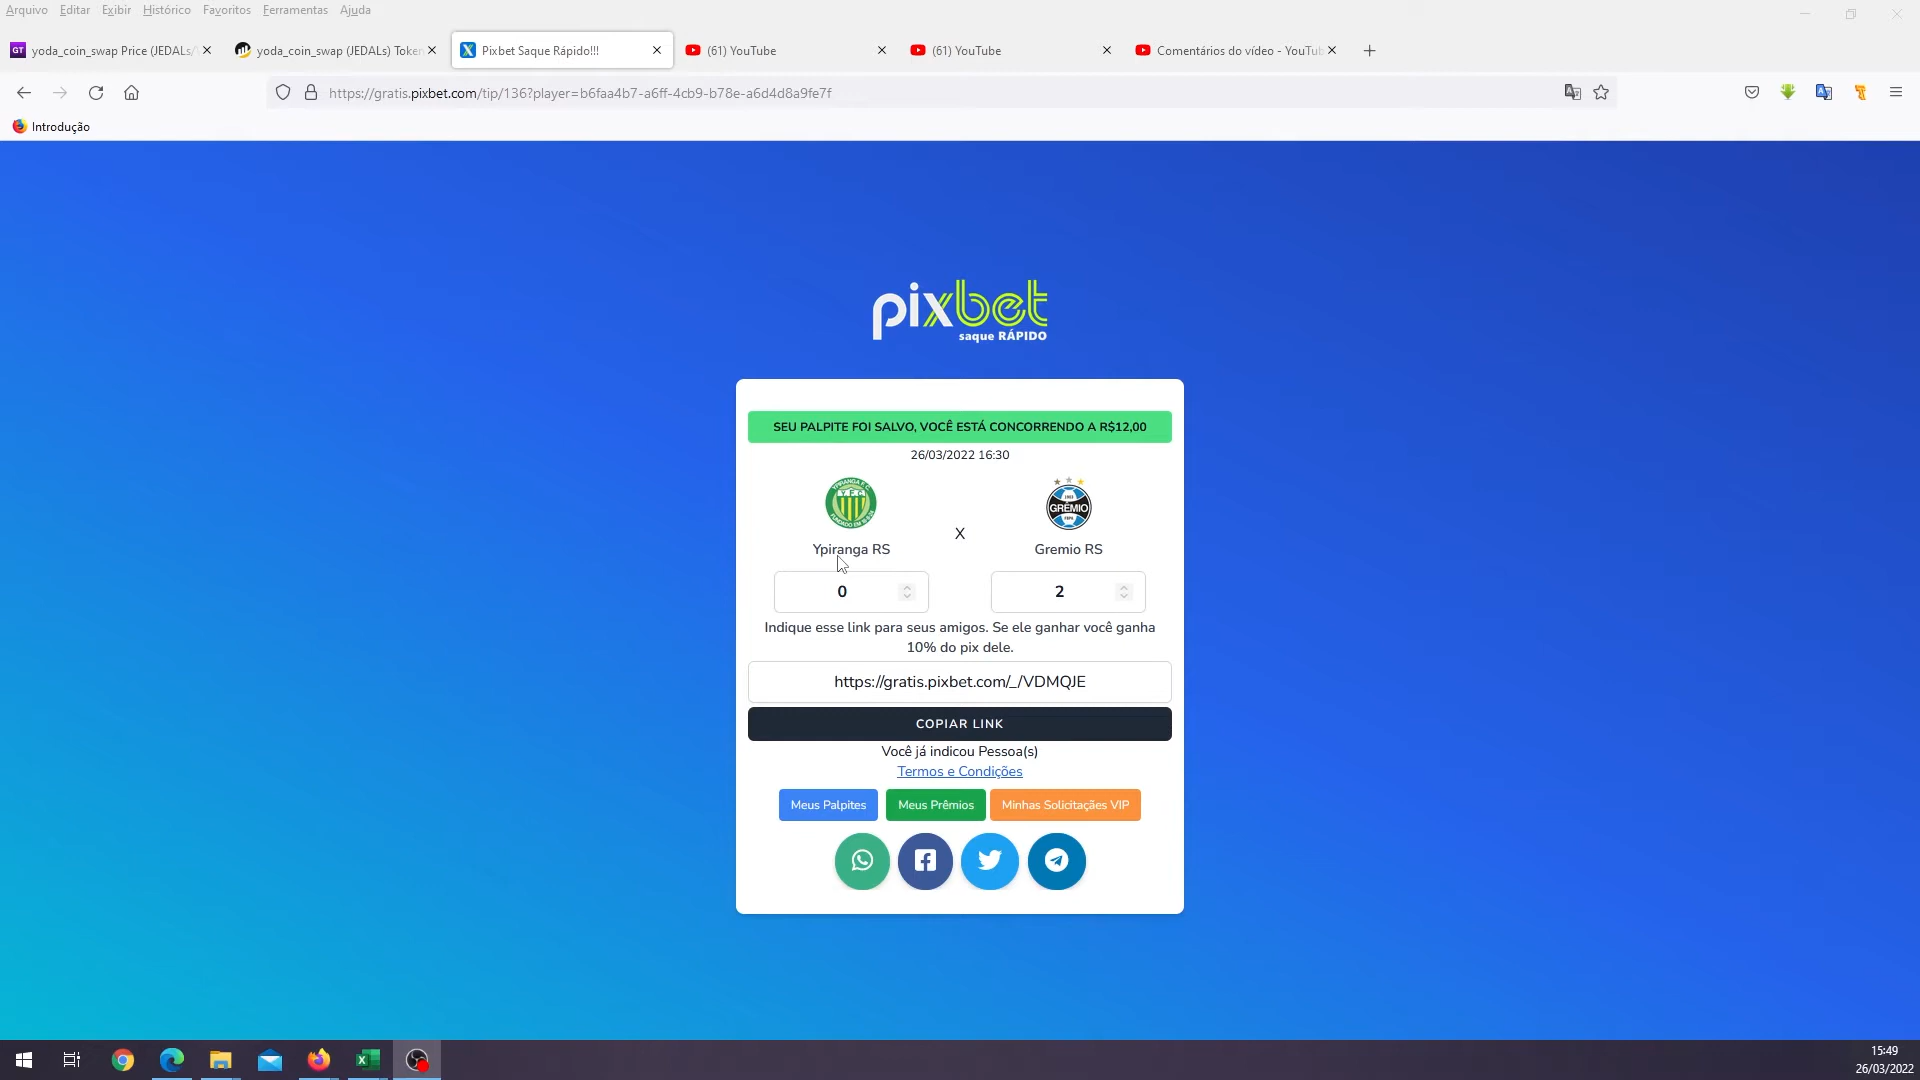 Arquivo Editar Exibir Histórico Favoritos Ferramentas Ajuda
GT yoda_coin_swap Price (JEDALs/
yoda_coin_swap (JEDALs) Token
Pixbet Saque Rápido!!!
(61) YouTube
(61) YouTube
Comentários do vídeo - YouTub
https://gratis.pixbet.com/tip/136?player=b6faa4b7-a6ff-4cb9-b78e-a6d4d8a9fe7f
Introdução
pixbet
saque RÁPIDO
SEU PALPITE FOI SALVO, VOCÊ ESTÁ CONCORRENDO A R$12,00
26/03/2022 16:30
Y.F.C
GRÊMIO
X
Ypiranga RS
Gremio RS
0
2
Indique esse link para seus amigos. Se ele ganhar você ganha
10% do pix dele.
https://gratis.pixbet.com/_/VDMQJE
COPIAR LINK
Você já indicou Pessoa(s)
Termos e Condições
Meus Palpites
Meus Prêmios
Minhas Solicitações VIP
15:49
26/03/2022